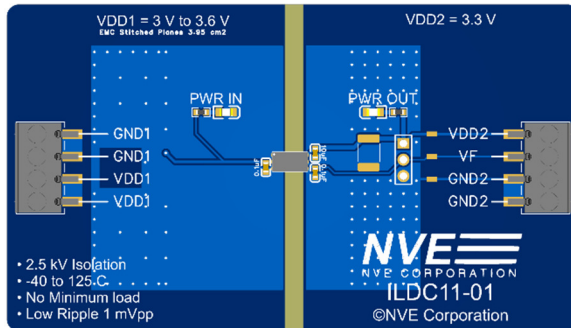 VDD1 = 3 V to 3.6 V
EMC Stitched Planes 3-95 cm2
VDD2 = 3.3 V
PWR IN
PWR OUT
GND1
GND1
VDD1
VDD1
VDD2
VF
GND2
GND2
• 2.5 kV Isolation
• -40 to 125 C
• No Minimum load
• Low Ripple 1 mVpp
NVE
NVE CORPORATION
ILDC11-01
©NVE Corporation